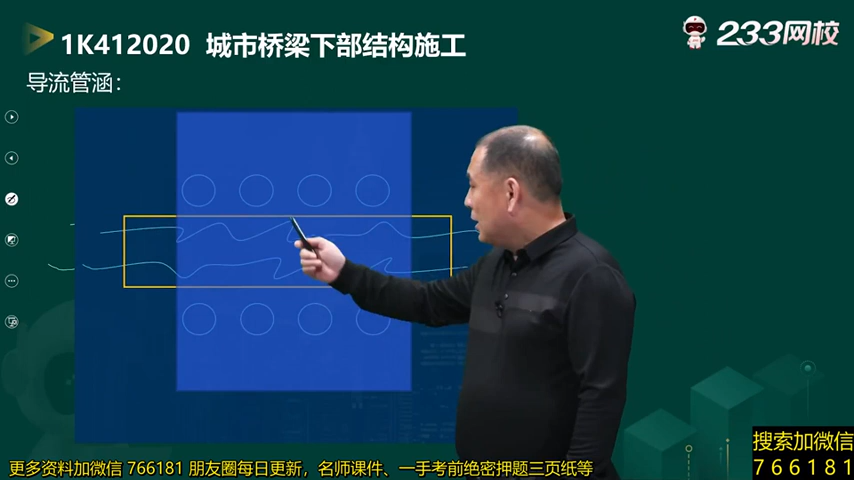 1K412020 城市桥梁下部结构施工
233网校
导流管涵：
搜索加微信
766181
更多资料加微信 766181 朋友圈每日更新，名师课件、一手考前绝密押题三页纸等